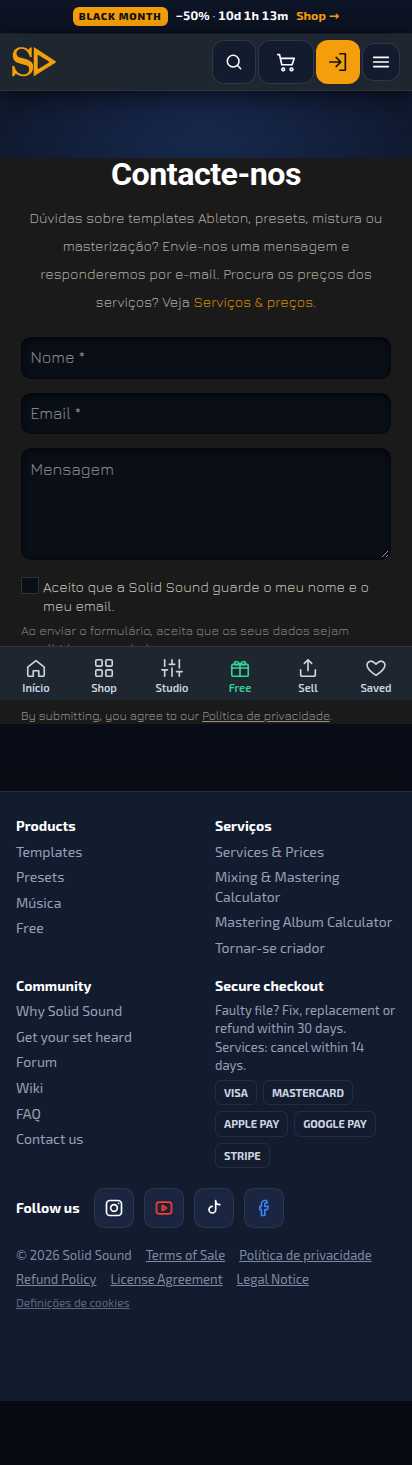 BLACK MONTH −50% · 10d 1h 13m Shop →
SD
Contacte-nos
Dúvidas sobre templates Ableton, presets, mistura ou
masterização? Envie-nos uma mensagem e
responderemos por e-mail. Procura os preços dos
serviços? Veja Serviços & preços.
Nome *
Email *
Mensagem
Aceito que a Solid Sound guarde o meu nome e o
meu email.
Ao enviar o formulário, aceita que os seus dados sejam
Início Shop Studio Free Sell Saved
By submitting, you agree to our Política de privacidade.
Products
Templates
Presets
Música
Free
Serviços
Services & Prices
Mixing & Mastering
Calculator
Mastering Album Calculator
Tornar-se criador
Community
Why Solid Sound
Get your set heard
Forum
Wiki
FAQ
Contact us
Secure checkout
Faulty file? Fix, replacement or
refund within 30 days.
Services: cancel within 14
days.
VISA MASTERCARD
APPLE PAY GOOGLE PAY
STRIPE
Follow us
© 2026 Solid Sound Terms of Sale Política de privacidade
Refund Policy License Agreement Legal Notice
Definições de cookies